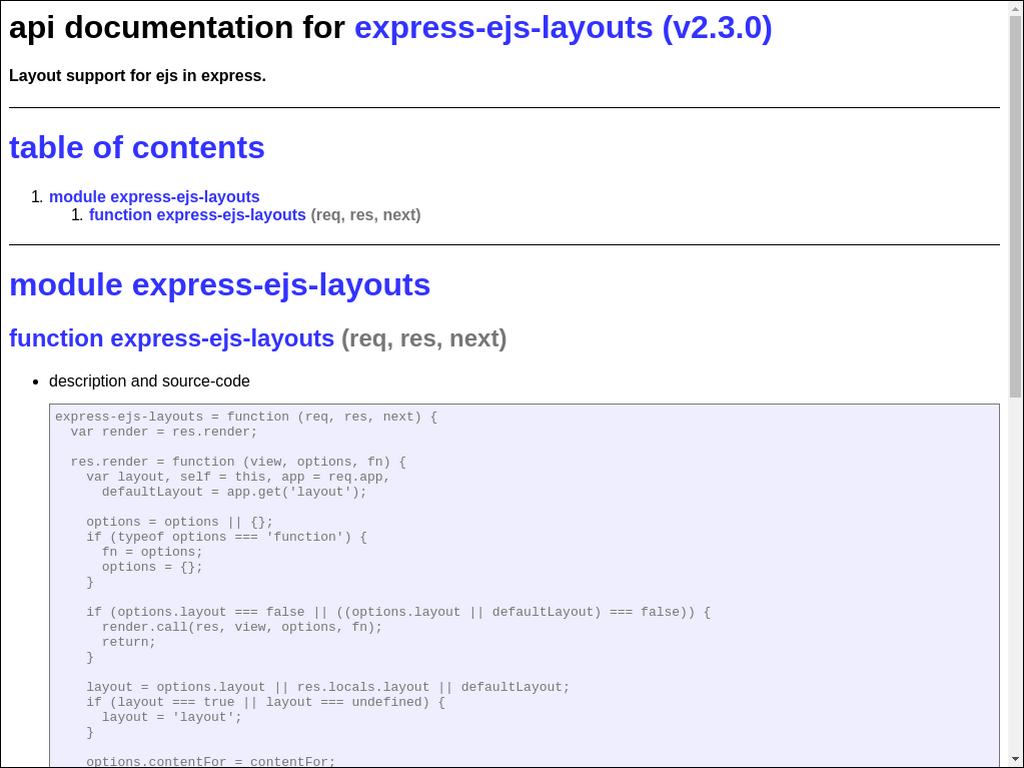 api documentation for express-ejs-layouts (v2.3.0)
Layout support for ejs in express.
table of contents
1. module express-ejs-layouts
1. function express-ejs-layouts (req, res, next)
module express-ejs-layouts
function express-ejs-layouts (req, res, next)
• description and source-code
express-ejs-layouts = function (req, res, next) {
  var render = res.render;

  res.render = function (view, options, fn) {
    var layout, self = this, app = req.app,
      defaultLayout = app.get('layout');

    options = options || {};
    if (typeof options === 'function') {
      fn = options;
      options = {};
    }

    if (options.layout === false || ((options.layout || defaultLayout) === false)) {
      render.call(res, view, options, fn);
      return;
    }

    layout = options.layout || res.locals.layout || defaultLayout;
    if (layout === true || layout === undefined) {
      layout = 'layout';
    }

    options.contentFor = contentFor;